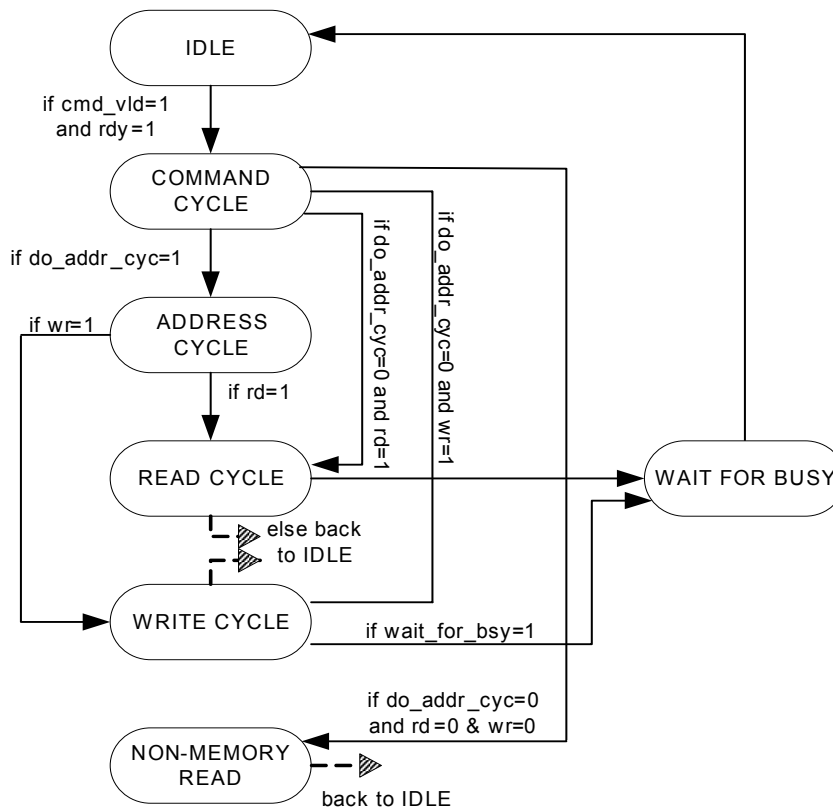 IDLE
if cmd_vld=1
and rdy=1
COMMAND
CYCLE
if do_addr_cyc=1
if wr=1
ADDRESS
CYCLE
if rd=1
if do_addr_cyc=0 and rd=1
if do_addr_cyc=0 and wr=1
READ CYCLE
WAIT FOR BUSY
else back
to IDLE
WRITE CYCLE
if wait_for_bsy=1
if do_addr_cyc=0
and rd=0 & wr=0
NON-MEMORY
READ
back to IDLE